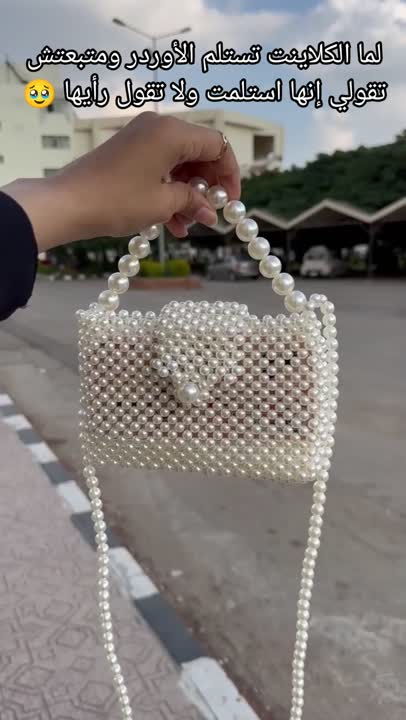 لما الكلاينت تستلم الأوردر ومتبعتش
تقولي إنها استلمت ولا تقول رأيها 🥹